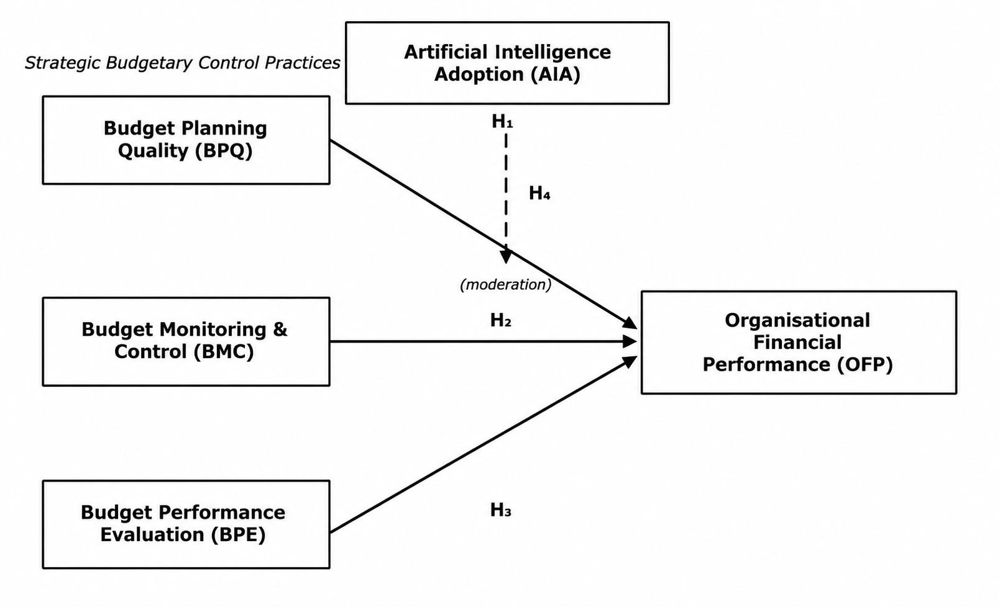 Artificial Intelligence
Adoption (AIA)
Strategic Budgetary Control Practices
Budget Planning
Quality (BPQ)
H₁
H₄
(moderation)
Budget Monitoring &
Control (BMC)
H₂
Organisational
Financial
Performance (OFP)
Budget Performance
Evaluation (BPE)
H₃